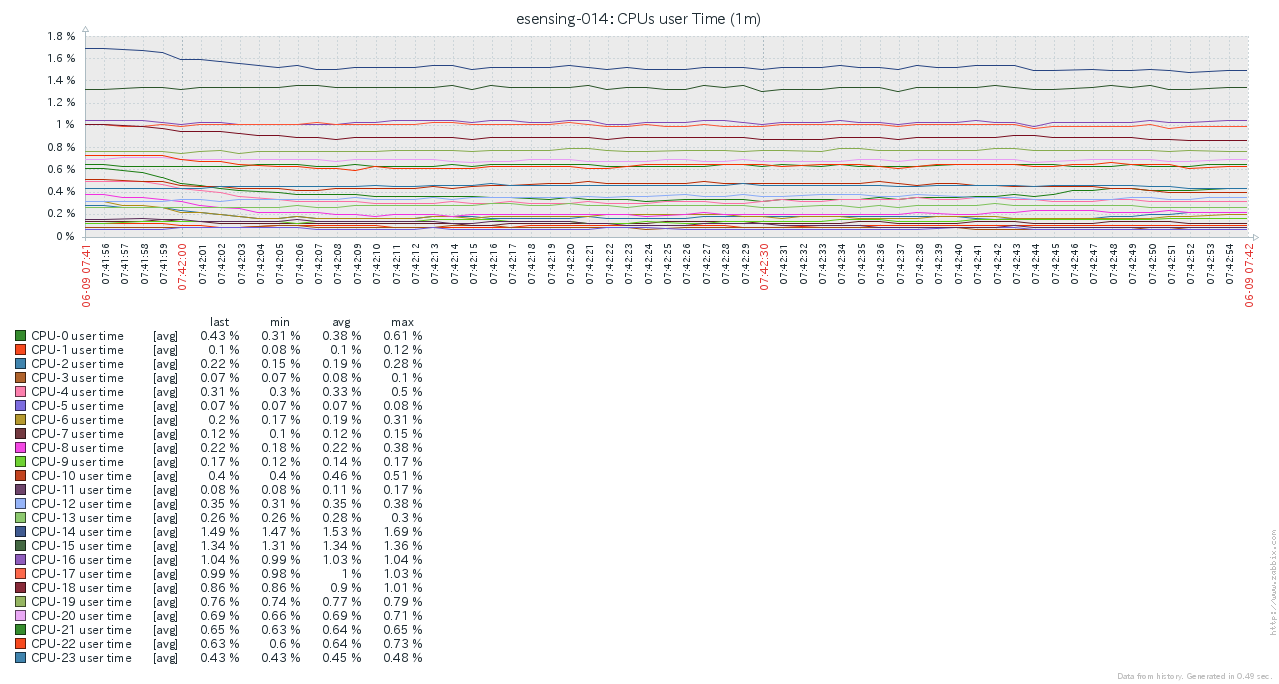 esensing-014: CPUs user Time (1m)
1.8 %
1.6 %
1.4 %
1.2 %
1 %
0.8 %
0.6 %
0.4 %
0.2 %
0 %
06-09 07:41
07:41:56
07:41:57
07:41:58
07:41:59
07:42:00
07:42:01
07:42:02
07:42:03
07:42:04
07:42:05
07:42:06
07:42:07
07:42:08
07:42:09
07:42:10
07:42:11
07:42:12
07:42:13
07:42:14
07:42:15
07:42:16
07:42:17
07:42:18
07:42:19
07:42:20
07:42:21
07:42:22
07:42:23
07:42:24
07:42:25
07:42:26
07:42:27
07:42:28
07:42:29
07:42:30
07:42:31
07:42:32
07:42:33
07:42:34
07:42:35
07:42:36
07:42:37
07:42:38
07:42:39
07:42:40
07:42:41
07:42:42
07:42:43
07:42:44
07:42:45
07:42:46
07:42:47
07:42:48
07:42:49
07:42:50
07:42:51
07:42:52
07:42:53
07:42:54
06-09 07:42
last min avg max
CPU-0 user time [avg] 0.43 % 0.31 % 0.38 % 0.61 %
CPU-1 user time [avg] 0.1 % 0.08 % 0.1 % 0.12 %
CPU-2 user time [avg] 0.22 % 0.15 % 0.19 % 0.28 %
CPU-3 user time [avg] 0.07 % 0.07 % 0.08 % 0.1 %
CPU-4 user time [avg] 0.31 % 0.3 % 0.33 % 0.5 %
CPU-5 user time [avg] 0.07 % 0.07 % 0.07 % 0.08 %
CPU-6 user time [avg] 0.2 % 0.17 % 0.19 % 0.31 %
CPU-7 user time [avg] 0.12 % 0.1 % 0.12 % 0.15 %
CPU-8 user time [avg] 0.22 % 0.18 % 0.22 % 0.38 %
CPU-9 user time [avg] 0.17 % 0.12 % 0.14 % 0.17 %
CPU-10 user time [avg] 0.4 % 0.4 % 0.46 % 0.51 %
CPU-11 user time [avg] 0.08 % 0.08 % 0.11 % 0.17 %
CPU-12 user time [avg] 0.35 % 0.31 % 0.35 % 0.38 %
CPU-13 user time [avg] 0.26 % 0.26 % 0.28 % 0.3 %
CPU-14 user time [avg] 1.49 % 1.47 % 1.53 % 1.69 %
CPU-15 user time [avg] 1.34 % 1.31 % 1.34 % 1.36 %
CPU-16 user time [avg] 1.04 % 0.99 % 1.03 % 1.04 %
CPU-17 user time [avg] 0.99 % 0.98 % 1 % 1.03 %
CPU-18 user time [avg] 0.86 % 0.86 % 0.9 % 1.01 %
CPU-19 user time [avg] 0.76 % 0.74 % 0.77 % 0.79 %
CPU-20 user time [avg] 0.69 % 0.66 % 0.69 % 0.71 %
CPU-21 user time [avg] 0.65 % 0.63 % 0.64 % 0.65 %
CPU-22 user time [avg] 0.63 % 0.6 % 0.64 % 0.73 %
CPU-23 user time [avg] 0.43 % 0.43 % 0.45 % 0.48 %
http://www.zabbix.com
Data from history. Generated in 0.49 sec.